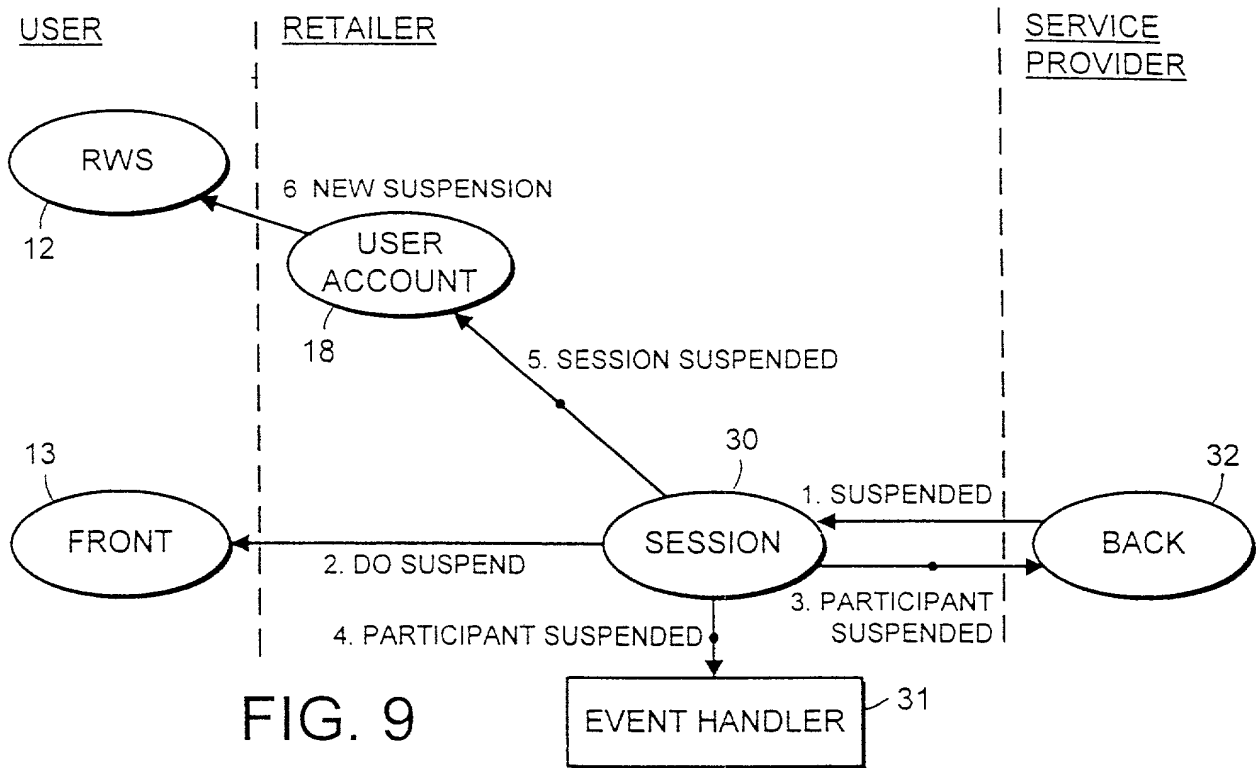 USER
RETAILER
SERVICE
PROVIDER
RWS
12
6 NEW SUSPENSION
USER
ACCOUNT
18
5. SESSION SUSPENDED
13
30
32
1. SUSPENDED
FRONT
2. DO SUSPEND
SESSION
BACK
3. PARTICIPANT
SUSPENDED
4. PARTICIPANT SUSPENDED
FIG. 9
EVENT HANDLER
31